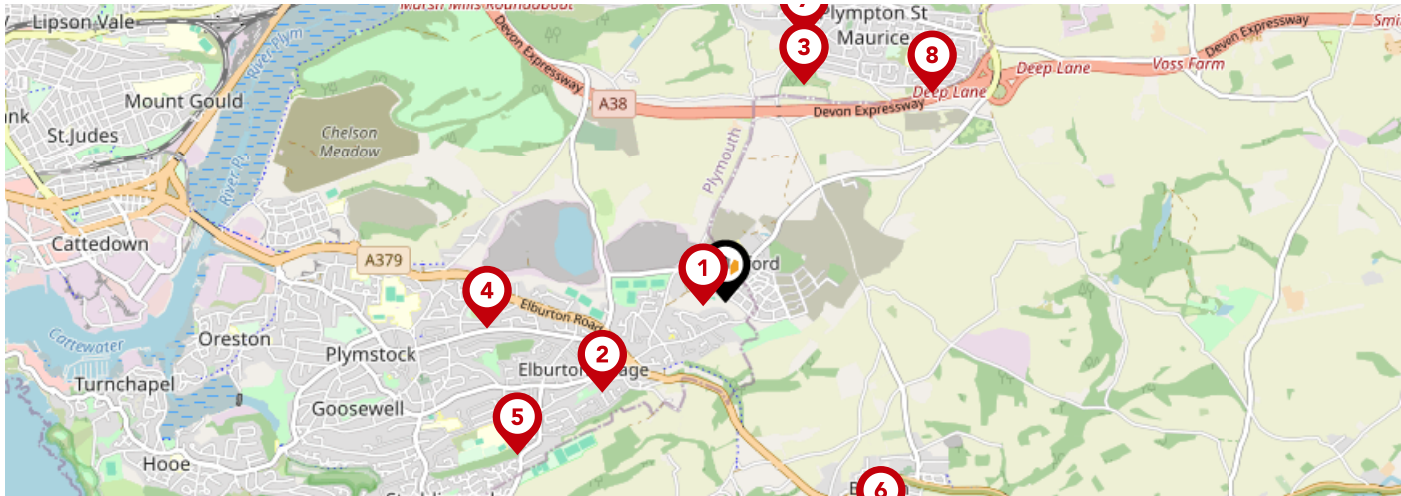 Marsh Mills Roundabout
Lipson Vale
River Plym
Devon Expressway
7
Plympton St
Maurice
3
8
Devon Expressway
Deep Lane
Voss Farm
Deep Lane
Mount Gould
A38
Devon Expressway
St.Judes
Chelson
Meadow
Plymouth
Cattedown
A379
1
4
Elburton Road
Cattewater
Oreston
Plymstock
2
Elburton
Turnchapel
Goosewell
5
Hooe
6